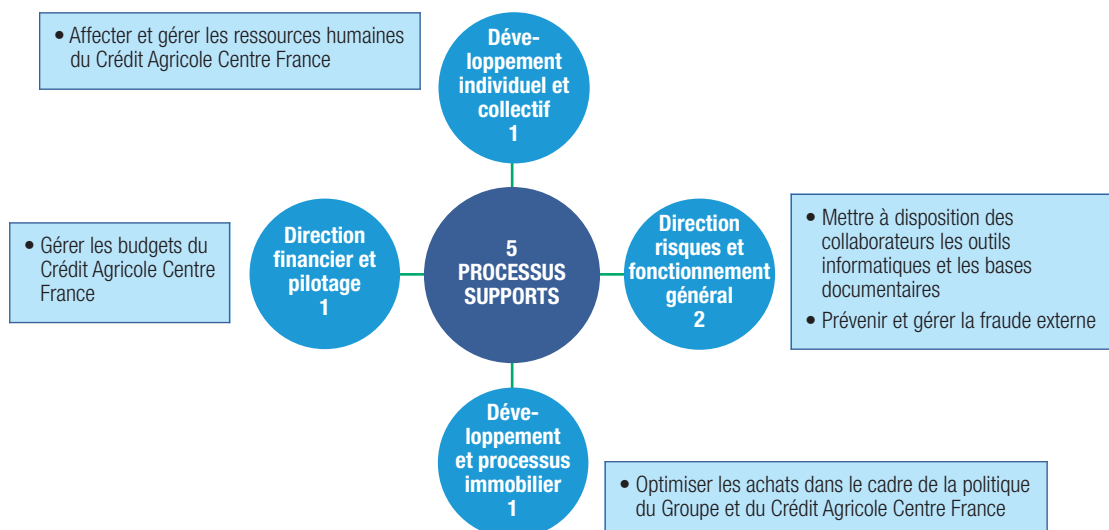 • Affecter et gérer les ressources humaines
du Crédit Agricole Centre France
Déve-
loppement
individuel et
collectif
1
• Gérer les budgets du
Crédit Agricole Centre
France
Direction
financier et
pilotage
1
5
PROCESSUS
SUPPORTS
Direction
risques et
fonctionnement
général
2
• Mettre à disposition des
collaborateurs les outils
informatiques et les bases
documentaires
• Prévenir et gérer la fraude externe
Déve-
loppement
et processus
immobilier
1
• Optimiser les achats dans le cadre de la politique
du Groupe et du Crédit Agricole Centre France